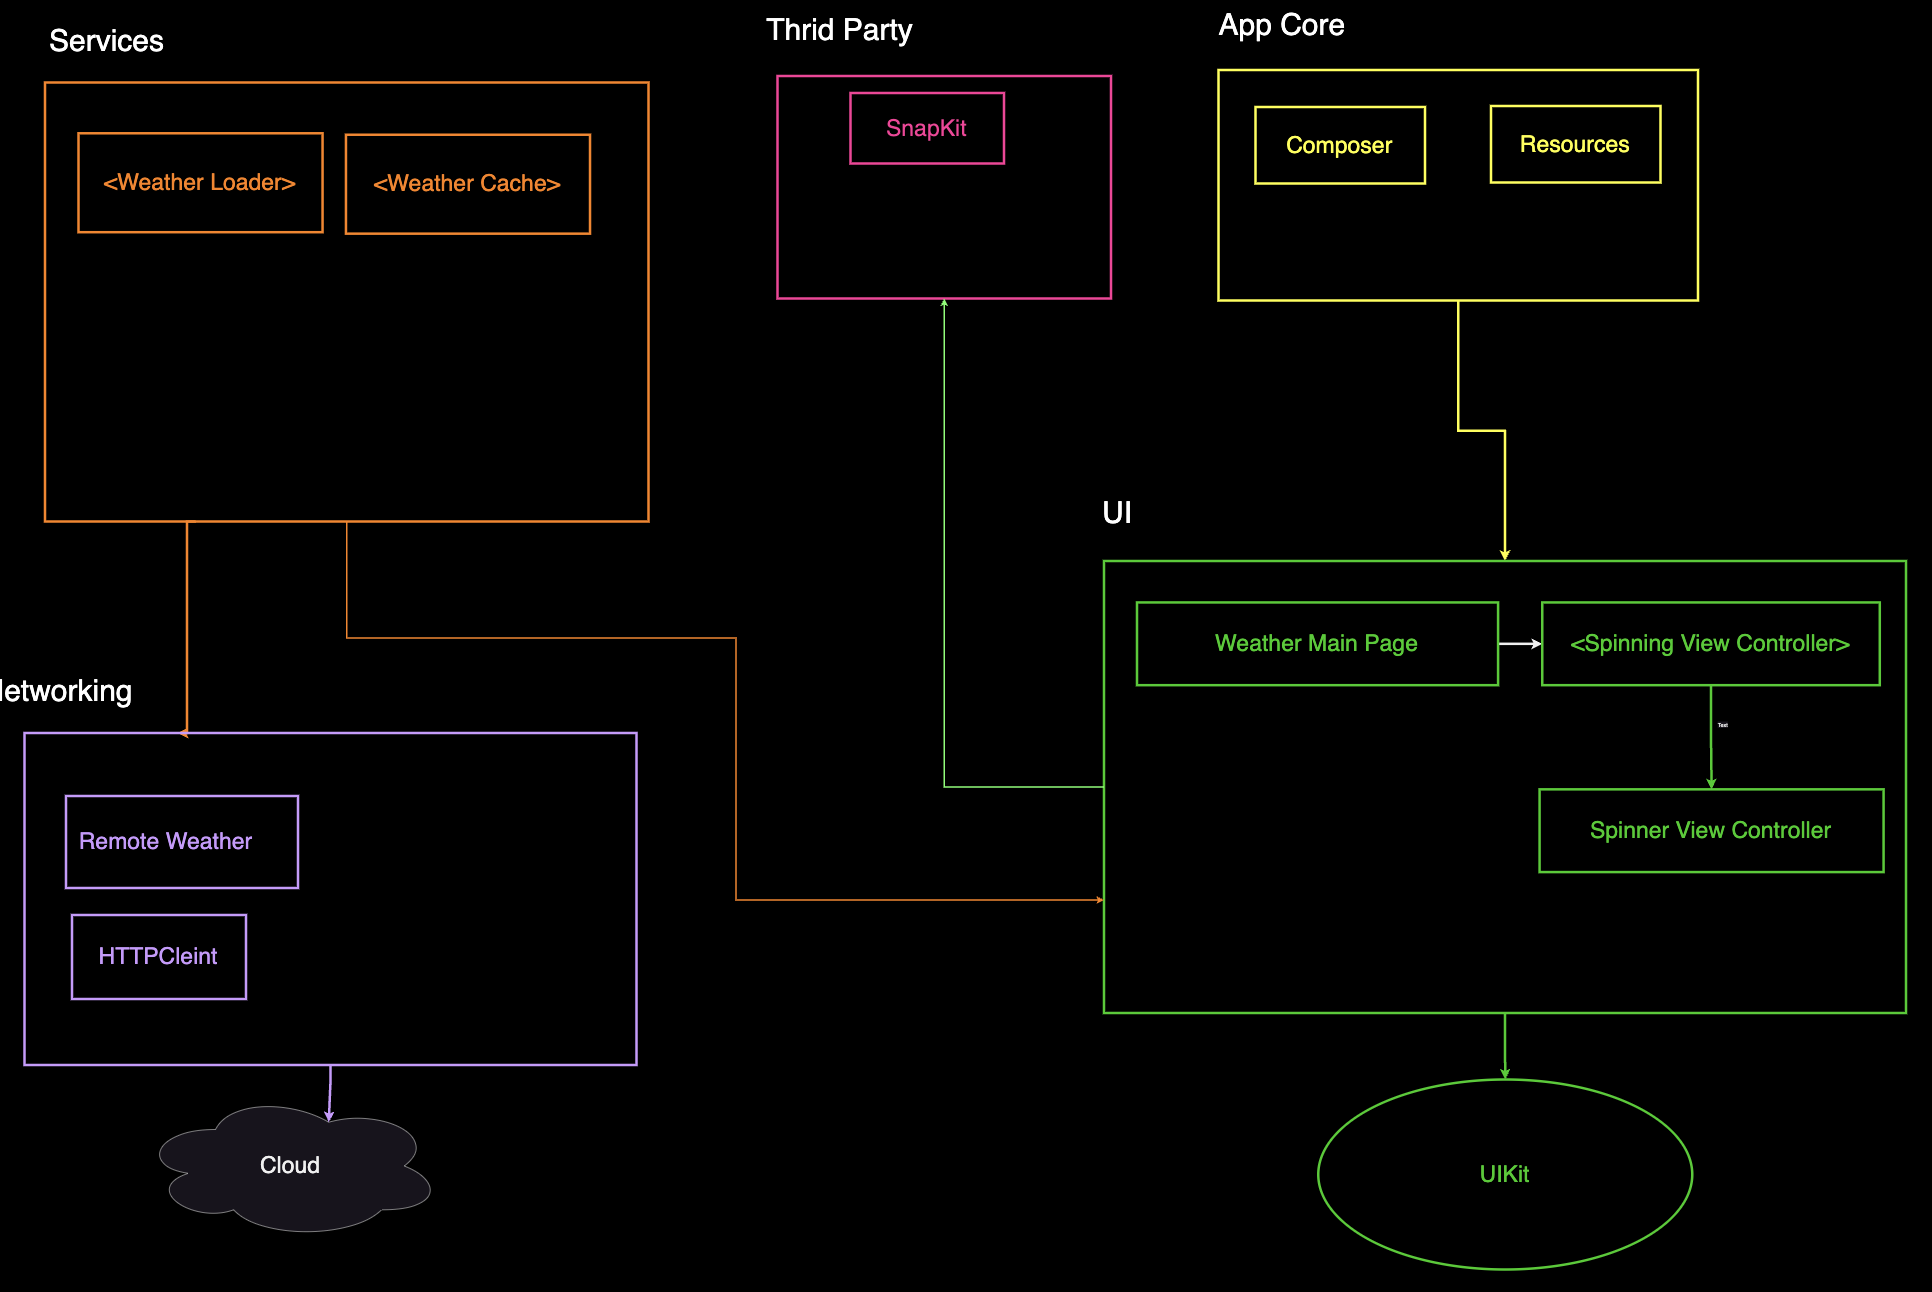 Services
Thrid Party
App Core
<Weather Loader>
<Weather Cache>
SnapKit
Composer
Resources
UI
Weather Main Page
<Spinning View Controller>
Text
Spinner View Controller
etworking
Remote Weather
HTTPCleint
Cloud
UIKit